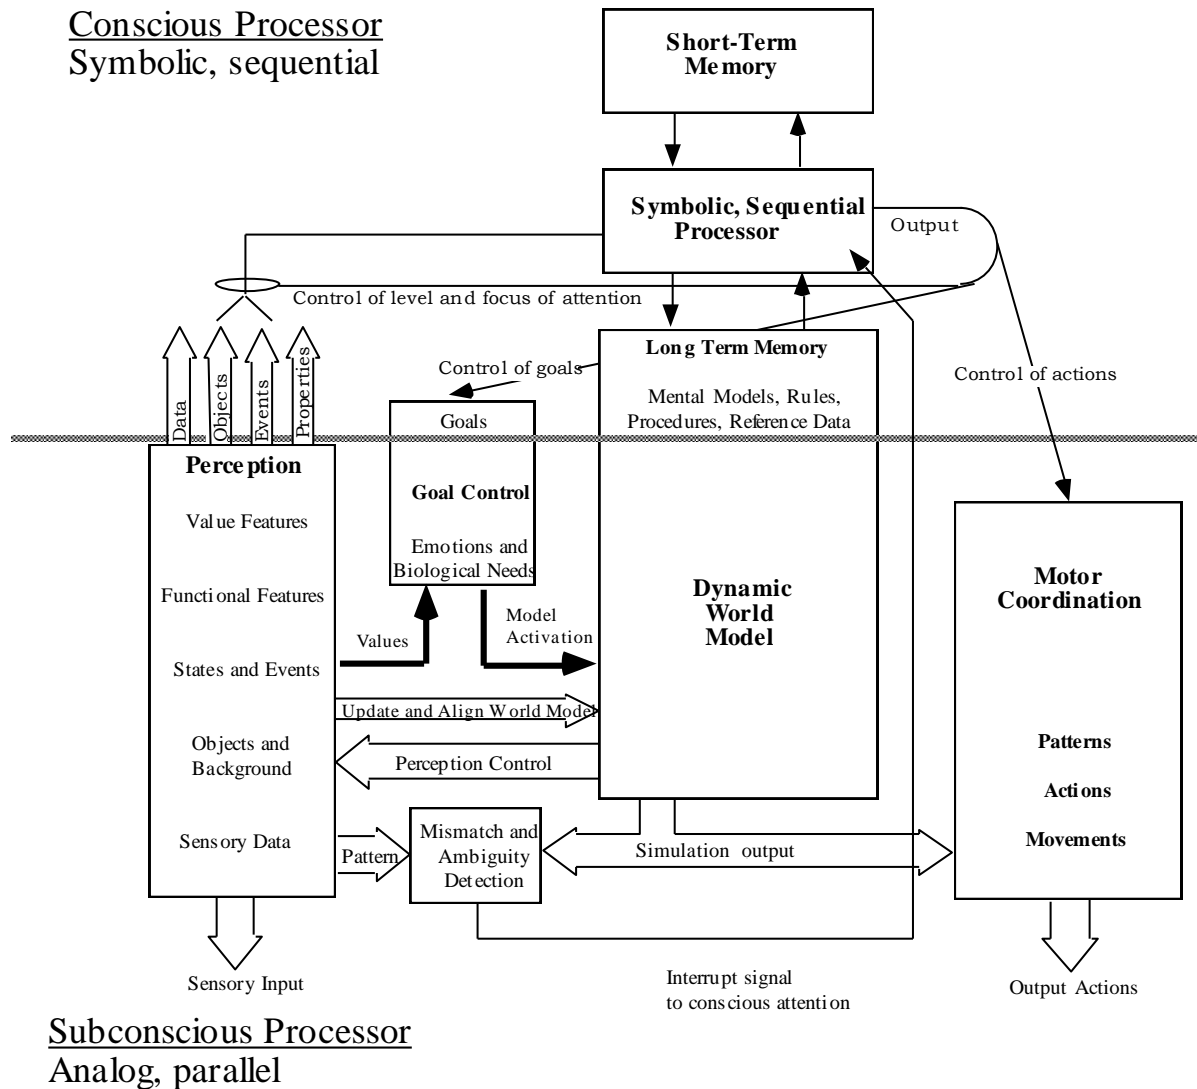 Conscious Processor
Symbolic, sequential
Short-Term
Memory
Symbolic, Sequential
Processor
Output
Control of level and focus of attention
Long Term Memory
Control of goals
Control of actions
Mental Models, Rules,
Procedures, Reference Data
Data
Objects
Events
Properties
Goals
Perception
Value Features
Functional Features
States and Events
Objects and
Background
Sensory Data
Goal Control
Emotions and
Biological Needs
Values
Model
Activation
Dynamic
World
Model
Motor
Coordination
Patterns
Actions
Movements
Update and Align World Model
Perception Control
Pattern
Mismatch and
Ambiguity
Detection
Simulation output
Sensory Input
Interrupt signal
to conscious attention
Output Actions
Subconscious Processor
Analog, parallel